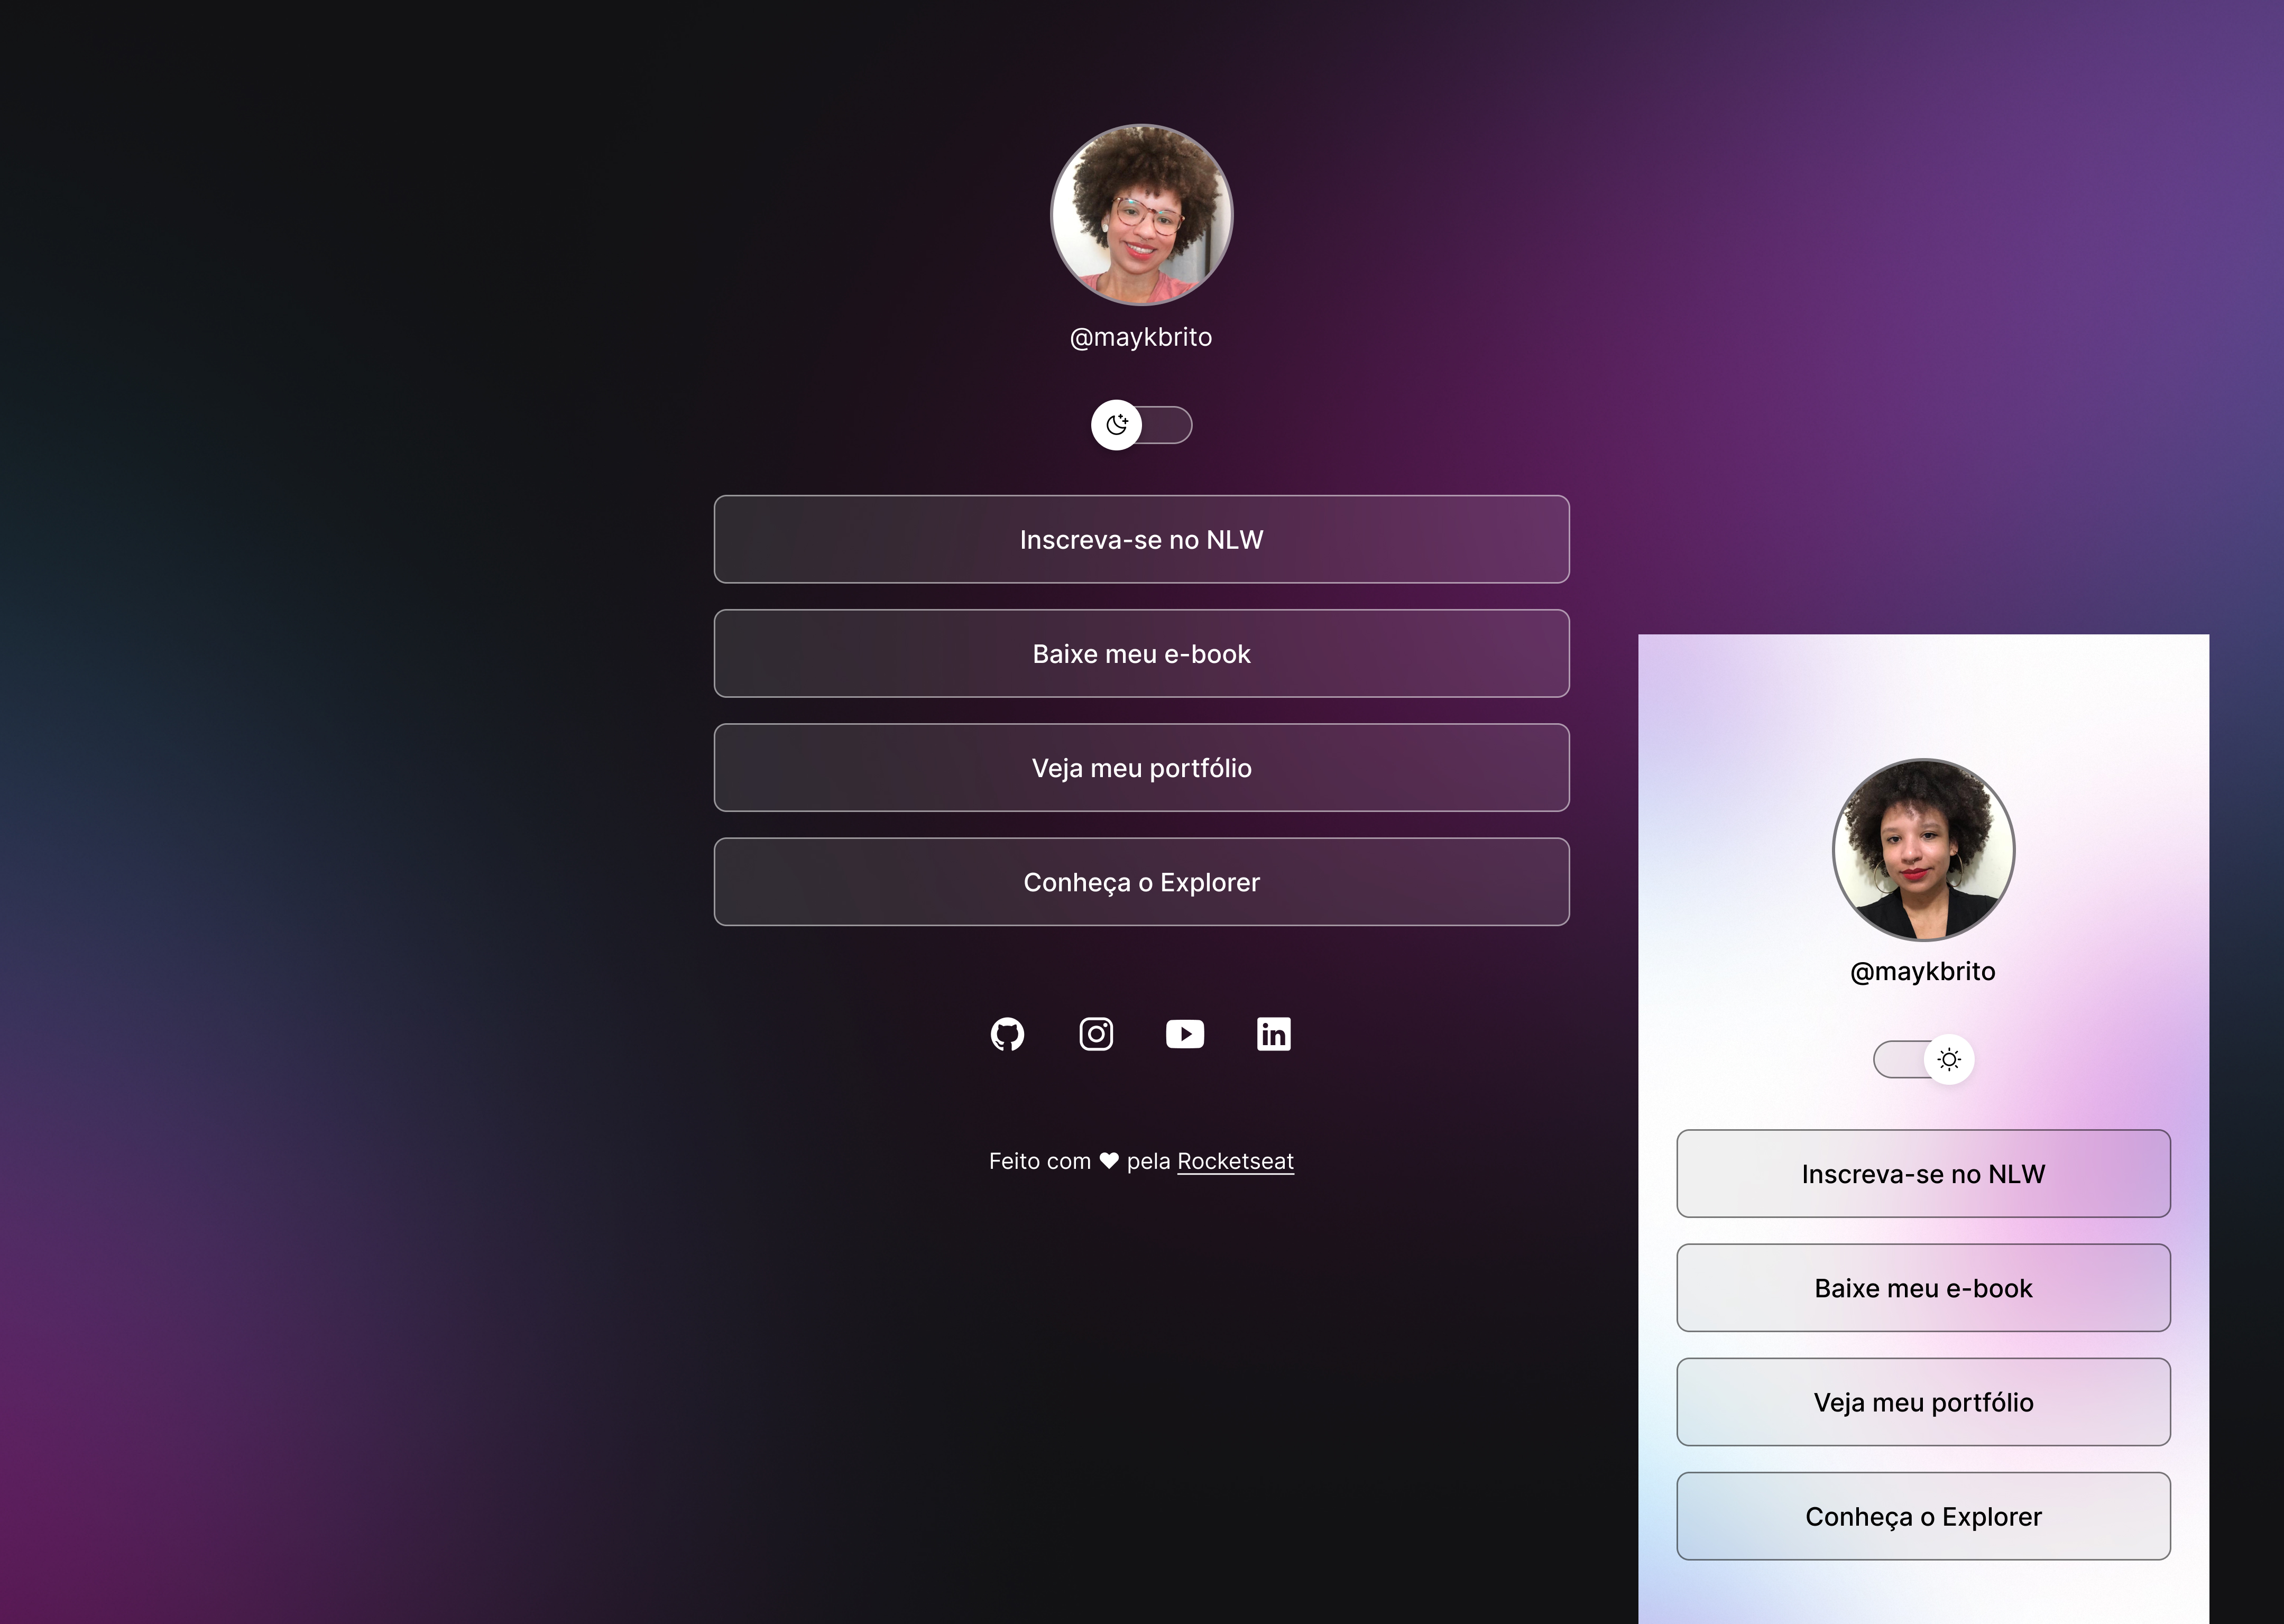 @maykbrito
Inscreva-se no NLW
Baixe meu e-book
Veja meu portfólio
Conheça o Explorer
in
Feito com ♥ pela Rocketseat
@maykbrito
Inscreva-se no NLW
Baixe meu e-book
Veja meu portfólio
Conheça o Explorer